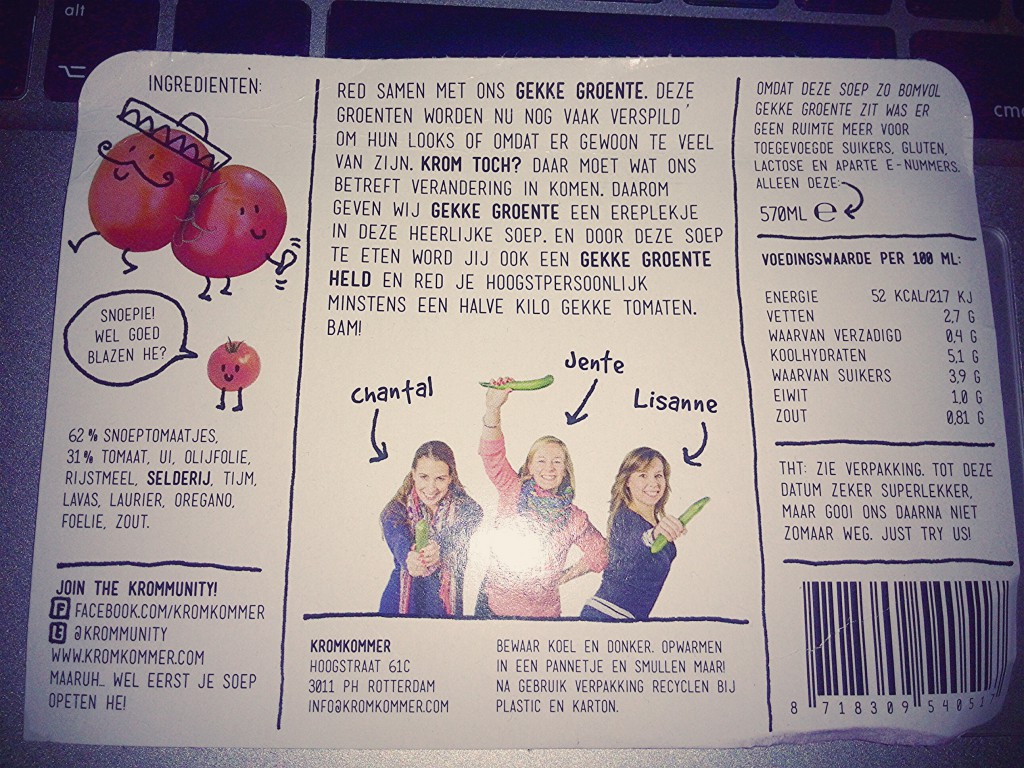 alt
cmd
INGREDIENTEN:
SNOEPIE!
WEL GOED
BLAZEN HE?
62% SNOEPTOMAATJES,
31% TOMAAT, UI, OLIJFOLIE,
RIJSTMEEL, SELDERIJ, TIJM,
LAVAS, LAURIER, OREGANO,
FOELIE, ZOUT.
JOIN THE KROMMUNITY!
f FACEBOOK.COM/KROMKOMMER
t @KROMMUNITY
WWW.KROMKOMMER.COM
MAARUH... WEL EERST JE SOEP
OPETEN HE!
RED SAMEN MET ONS GEKKE GROENTE. DEZE
GROENTEN WORDEN NU NOG VAAK VERSPILD
OM HUN LOOKS OF OMDAT ER GEWOON TE VEEL
VAN ZIJN. KROM TOCH? DAAR MOET WAT ONS
BETREFT VERANDERING IN KOMEN. DAAROM
GEVEN WIJ GEKKE GROENTE EEN EREPLEKJE
IN DEZE HEERLIJKE SOEP. EN DOOR DEZE SOEP
TE ETEN WORD JIJ OOK EEN GEKKE GROENTE
HELD EN RED JE HOOGSTPERSOONLIJK
MINSTENS EEN HALVE KILO GEKKE TOMATEN.
BAM!
Chantal
Jente
Lisanne
KROMKOMMER
HOOGSTRAAT 61C
3011 PH ROTTERDAM
INFO@KROMKOMMER.COM
BEWAAR KOEL EN DONKER. OPWARMEN
IN EEN PANNETJE EN SMULLEN MAAR!
NA GEBRUIK VERPAKKING RECYCLEN BIJ
PLASTIC EN KARTON.
OMDAT DEZE SOEP ZO BOMVOL
GEKKE GROENTE ZIT WAS ER
GEEN RUIMTE MEER VOOR
TOEGEVOEGDE SUIKERS, GLUTEN,
LACTOSE EN APARTE E-NUMMERS.
ALLEEN DEZE:
570ML ℮
VOEDINGSWAARDE PER 100 ML:
ENERGIE 52 KCAL/217 KJ
VETTEN 2,7 G
WAARVAN VERZADIGD 0,4 G
KOOLHYDRATEN 5,1 G
WAARVAN SUIKERS 3,9 G
EIWIT 1,0 G
ZOUT 0,81 G
THT: ZIE VERPAKKING. TOT DEZE
DATUM ZEKER SUPERLEKKER,
MAAR GOOI ONS DAARNA NIET
ZOMAAR WEG. JUST TRY US!
8 718309 540517